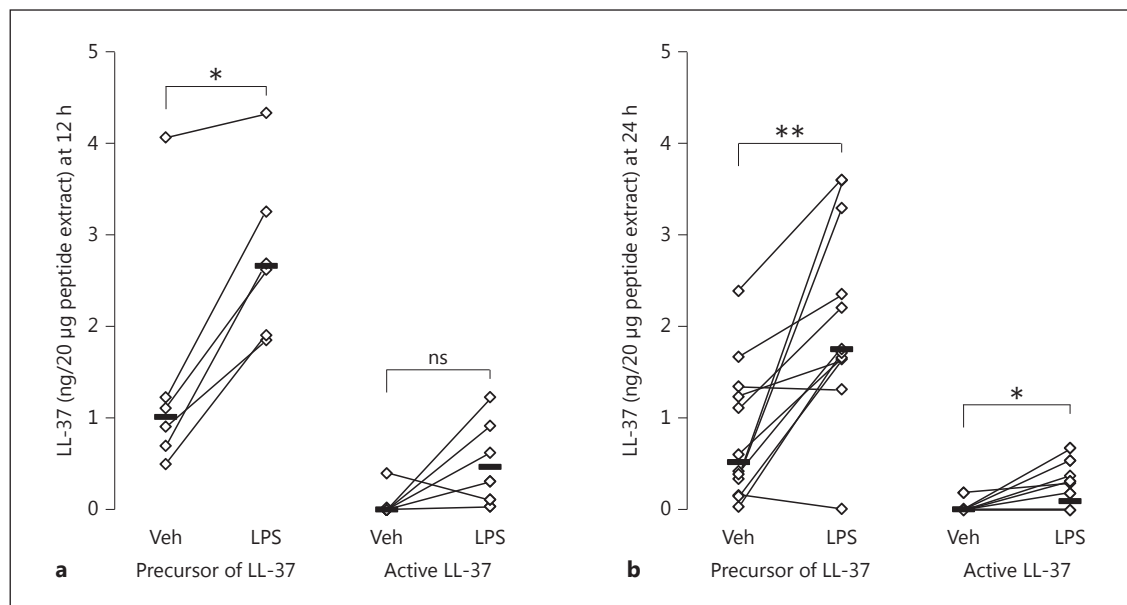 LL-37 (ng/20 µg peptide extract) at 12 h
5
4
3
2
1
0
*
ns
Veh
LPS
Veh
LPS
a
Precursor of LL-37
Active LL-37
LL-37 (ng/20 µg peptide extract) at 24 h
5
4
3
2
1
0
**
*
Veh
LPS
Veh
LPS
b
Precursor of LL-37
Active LL-37